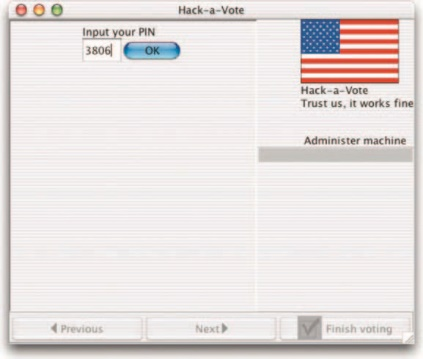 Hack-a-Vote
Input your PIN
3806 OK
Hack-a-Vote
Trust us, it works fine
Administer machine
Previous Next Finish voting